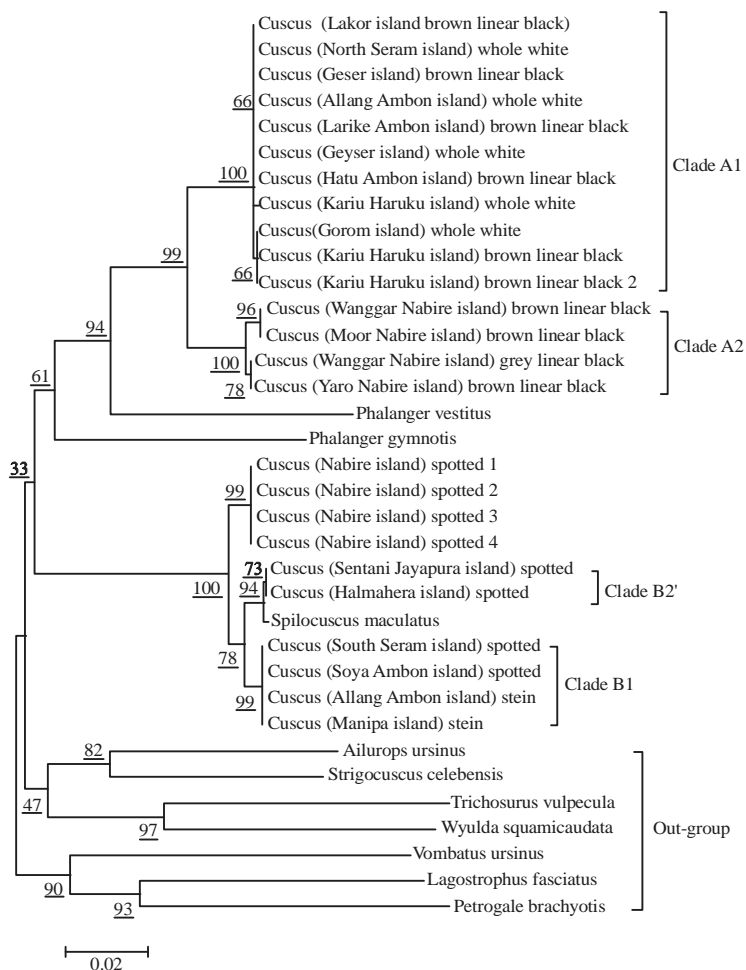 Cuscus (Lakor island brown linear black)
Cuscus (North Seram island) whole white
Cuscus (Geser island) brown linear black
66 Cuscus (Allang Ambon island) whole white
Cuscus (Larike Ambon island) brown linear black
Cuscus (Geyser island) whole white
Clade A1
100 Cuscus (Hatu Ambon island) brown linear black
Cuscus (Kariu Haruku island) whole white
Cuscus(Gorom island) whole white
99 Cuscus (Kariu Haruku island) brown linear black
66 Cuscus (Kariu Haruku island) brown linear black 2
96 Cuscus (Wanggar Nabire island) brown linear black
94 Cuscus (Moor Nabire island) brown linear black
Clade A2
100 Cuscus (Wanggar Nabire island) grey linear black
61 78 Cuscus (Yaro Nabire island) brown linear black
Phalanger vestitus
Phalanger gymnotis
33 Cuscus (Nabire island) spotted 1
99 Cuscus (Nabire island) spotted 2
Cuscus (Nabire island) spotted 3
Cuscus (Nabire island) spotted 4
73 Cuscus (Sentani Jayapura island) spotted
100 94 Cuscus (Halmahera island) spotted
Clade B2'
Spilocuscus maculatus
Cuscus (South Seram island) spotted
78 Cuscus (Soya Ambon island) spotted
Clade B1
99 Cuscus (Allang Ambon island) stein
Cuscus (Manipa island) stein
82 Ailurops ursinus
Strigocuscus celebensis
47 Trichosurus vulpecula
97 Wyulda squamicaudata
Out-group
Vombatus ursinus
90 Lagostrophus fasciatus
93 Petrogale brachyotis
0.02